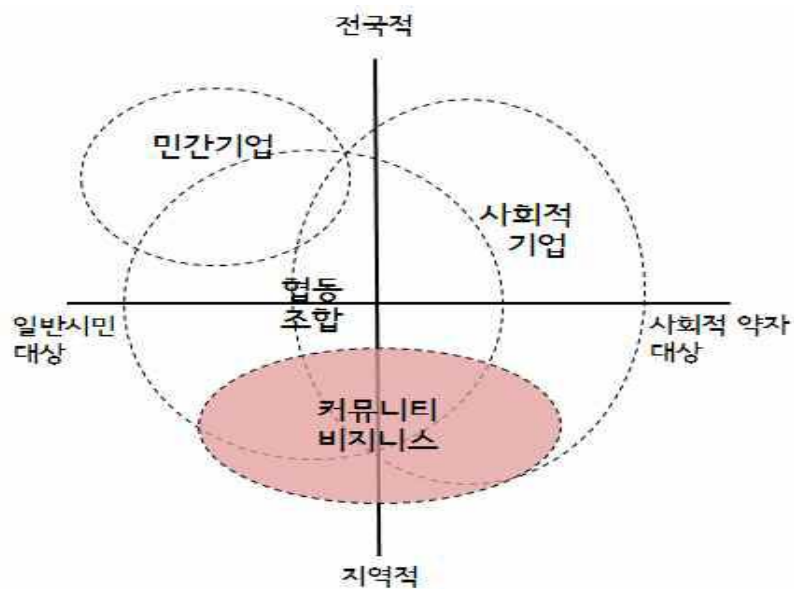 전국적
민간기업
사회적
기업
협동
조합
일반시민
대상
사회적 약자
대상
커뮤니티
비지니스
지역적